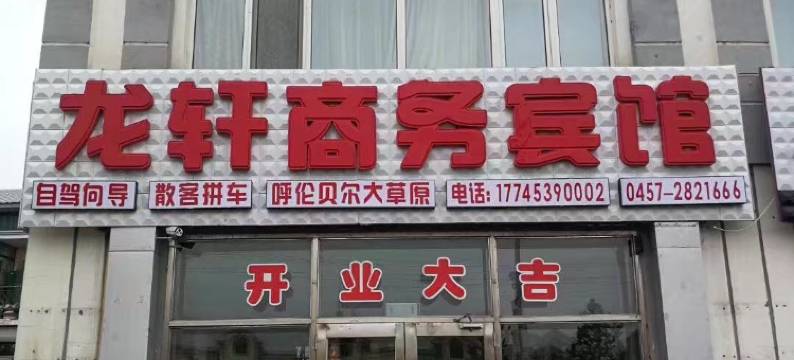 龙轩商务宾馆
自驾向导 散客拼车 呼伦贝尔大草原 电话:17745390002 0457-2821666
开业大吉